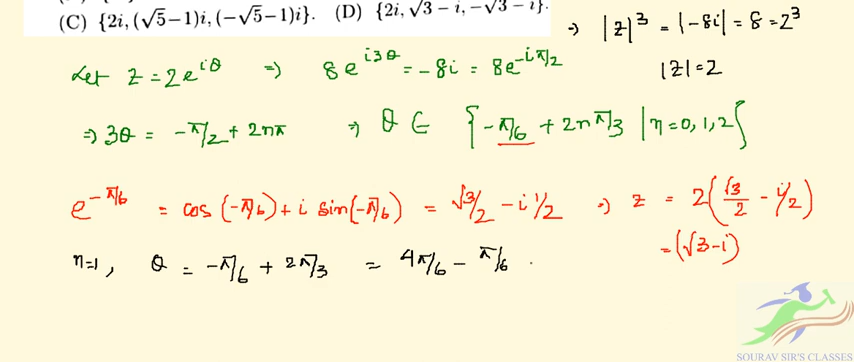 (C) {2i, (√5−1)i, (−√5−1)i}. (D) {2i, √3 − i, −√3 − i}.
⇒ |z|³ = |−8i| = 8 = 2³
|z| = 2
Let z = 2e^{iθ} ⇒ 8e^{i3θ} = −8i = 8e^{−iπ/2}
⇒ 3θ = −π/2 + 2nπ ⇒ θ ∈ {−π/6 + 2nπ/3 | n=0, 1, 2}
e^{−π/6} = cos(−π/6) + i sin(−π/6) = √3/2 − i 1/2 ⇒ z = 2(√3/2 − i/2)
= (√3 − i)
n=1, θ = −π/6 + 2π/3 = 4π/6 − π/6
SOURAV SIR'S CLASSES